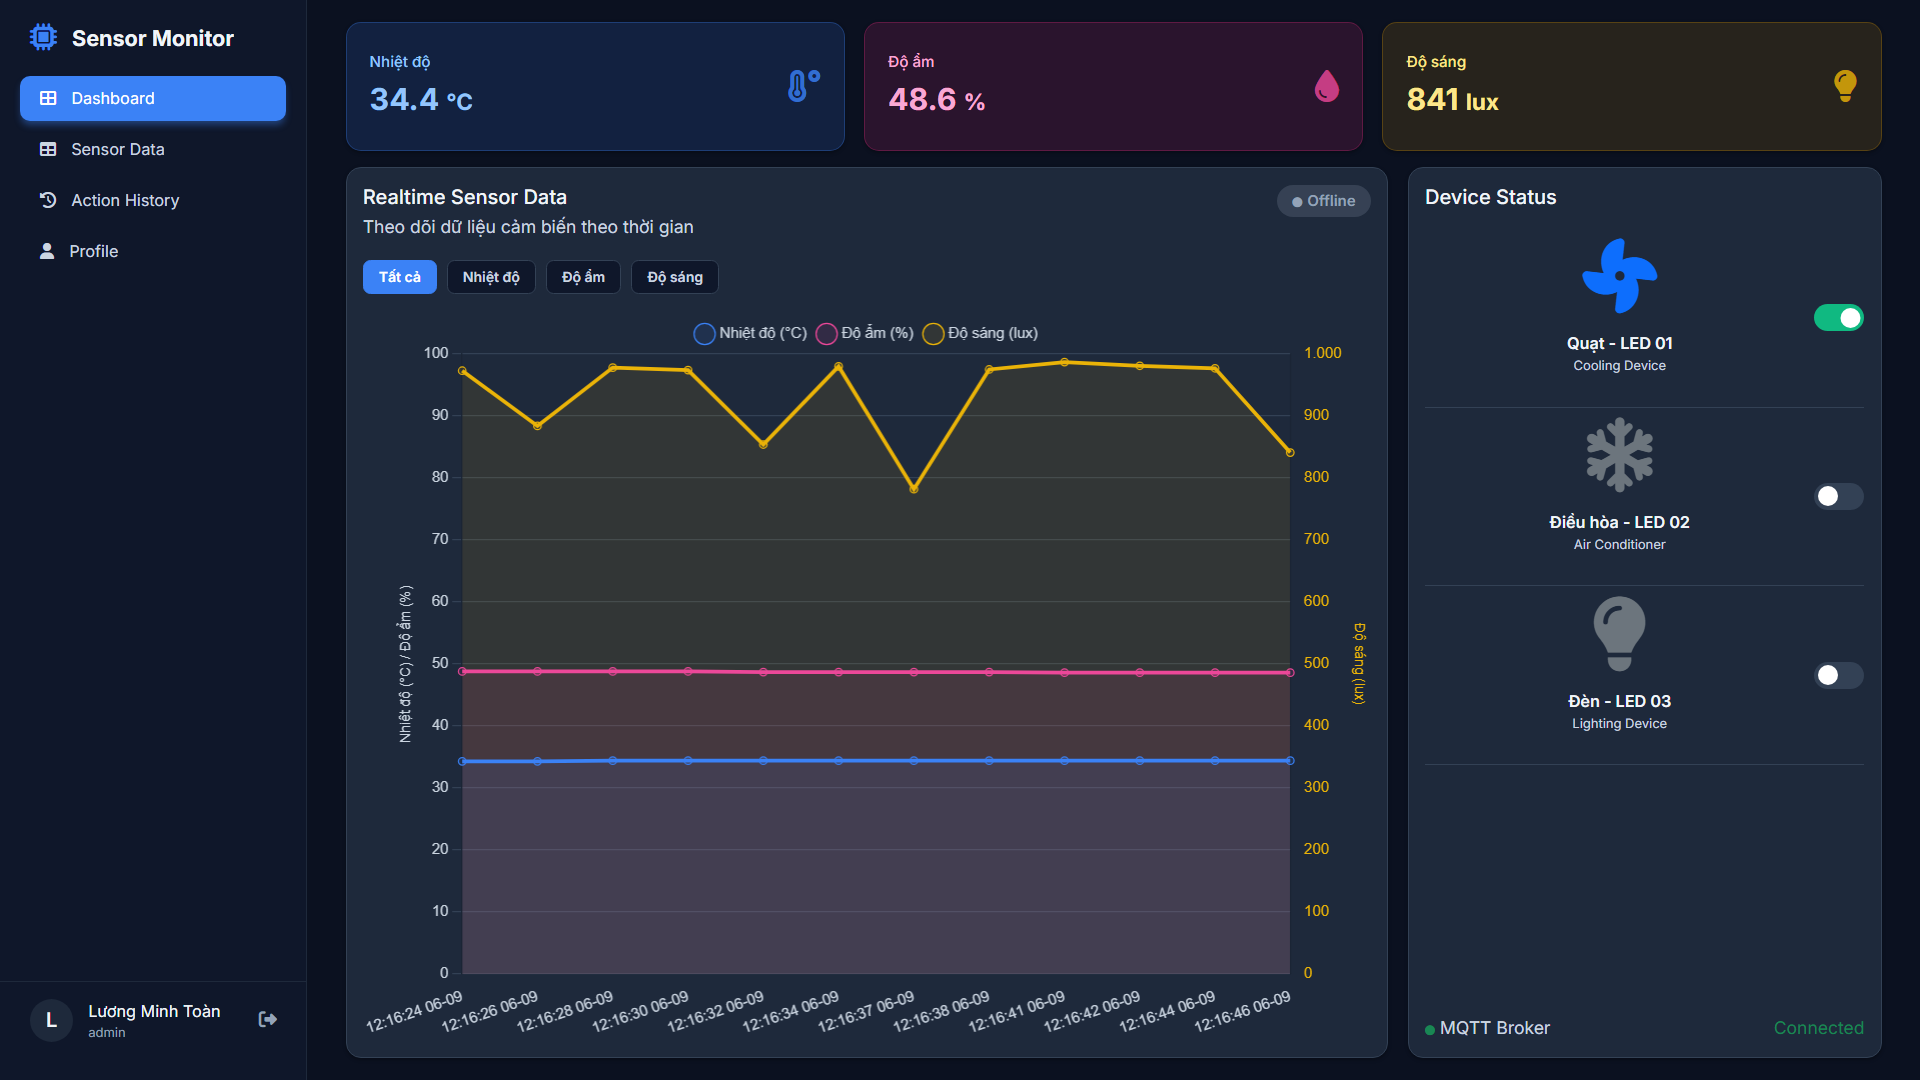 Sensor Monitor
Dashboard
Sensor Data
Action History
Profile
L
Lương Minh Toàn
admin
Nhiệt độ
34.4 °C
Độ ẩm
48.6 %
Độ sáng
841 lux
Realtime Sensor Data
Theo dõi dữ liệu cảm biến theo thời gian
Offline
Tất cả
Nhiệt độ
Độ ẩm
Độ sáng
Nhiệt độ (°C)
Độ ẩm (%)
Độ sáng (lux)
100
90
80
70
60
50
40
30
20
10
0
Nhiệt độ (°C) / Độ ẩm (%)
1.000
900
800
700
600
500
400
300
200
100
0
Độ sáng (lux)
12:16:24 06-09
12:16:26 06-09
12:16:28 06-09
12:16:30 06-09
12:16:32 06-09
12:16:34 06-09
12:16:37 06-09
12:16:38 06-09
12:16:41 06-09
12:16:42 06-09
12:16:44 06-09
12:16:46 06-09
Device Status
Quạt - LED 01
Cooling Device
Điều hòa - LED 02
Air Conditioner
Đèn - LED 03
Lighting Device
MQTT Broker
Connected